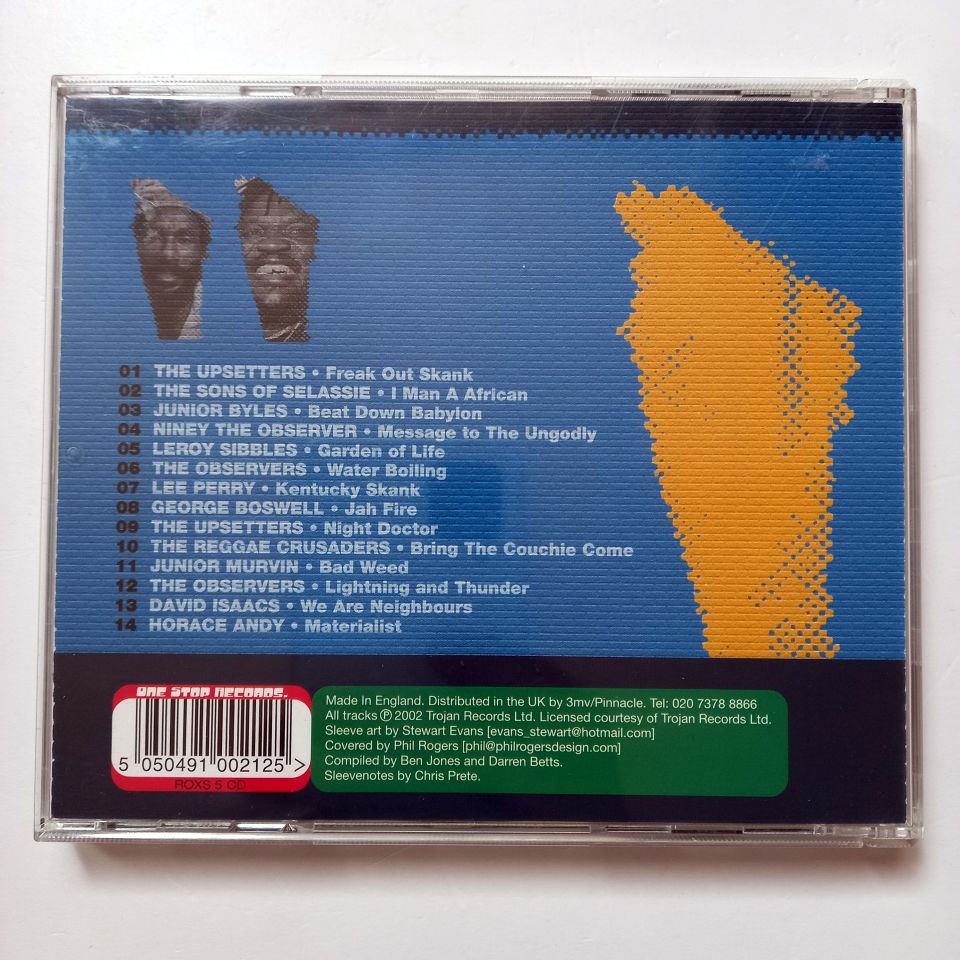 01 THE UPSETTERS • Freak Out Skank
02 THE SONS OF SELASSIE • I Man A African
03 JUNIOR BYLES • Beat Down Babylon
04 NINEY THE OBSERVER • Message to The Ungodly
05 LEROY SIBBLES • Garden of Life
06 THE OBSERVERS • Water Boiling
07 LEE PERRY • Kentucky Skank
08 GEORGE BOSWELL • Jah Fire
09 THE UPSETTERS • Night Doctor
10 THE REGGAE CRUSADERS • Bring The Couchie Come
11 JUNIOR MURVIN • Bad Weed
12 THE OBSERVERS • Lightning and Thunder
13 DAVID ISAACS • We Are Neighbours
14 HORACE ANDY • Materialist
ONE STOP RECORDS.
5 050491 002125 >
ROXS 5 CD
Made In England. Distributed in the UK by 3mv/Pinnacle. Tel: 020 7378 8866
All tracks ℗ 2002 Trojan Records Ltd. Licensed courtesy of Trojan Records Ltd.
Sleeve art by Stewart Evans [evans_stewart@hotmail.com]
Covered by Phil Rogers [phil@philrogersdesign.com]
Compiled by Ben Jones and Darren Betts.
Sleevenotes by Chris Prete.